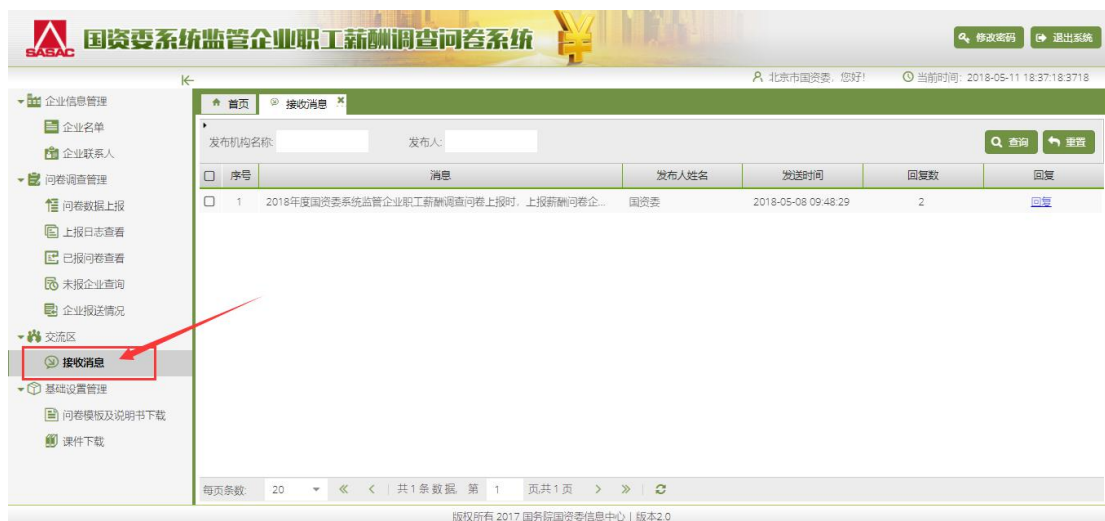 SASAC 国资委系统监管企业职工薪酬调查问卷系统 修改密码 退出系统
北京市国资委，您好！ 当前时间：2018-05-11 18:37:18:3718
企业信息管理
企业名单
企业联系人
问卷调查管理
问卷数据上报
上报日志查看
已报问卷查看
未报企业查询
企业报送情况
交流区
接收消息
基础设置管理
问卷模板及说明书下载
课件下载
首页 接收消息
发布机构名称: 发布人: 查询 重置
序号 消息 发布人姓名 发送时间 回复数 回复
1 2018年度国资委系统监管企业职工薪酬调查问卷上报时，上报薪酬问卷企... 国资委 2018-05-08 09:48:29 2 回复
每页条数: 20 共1条数据, 第 1 页,共1页
版权所有 2017 国务院国资委信息中心 | 版本2.0